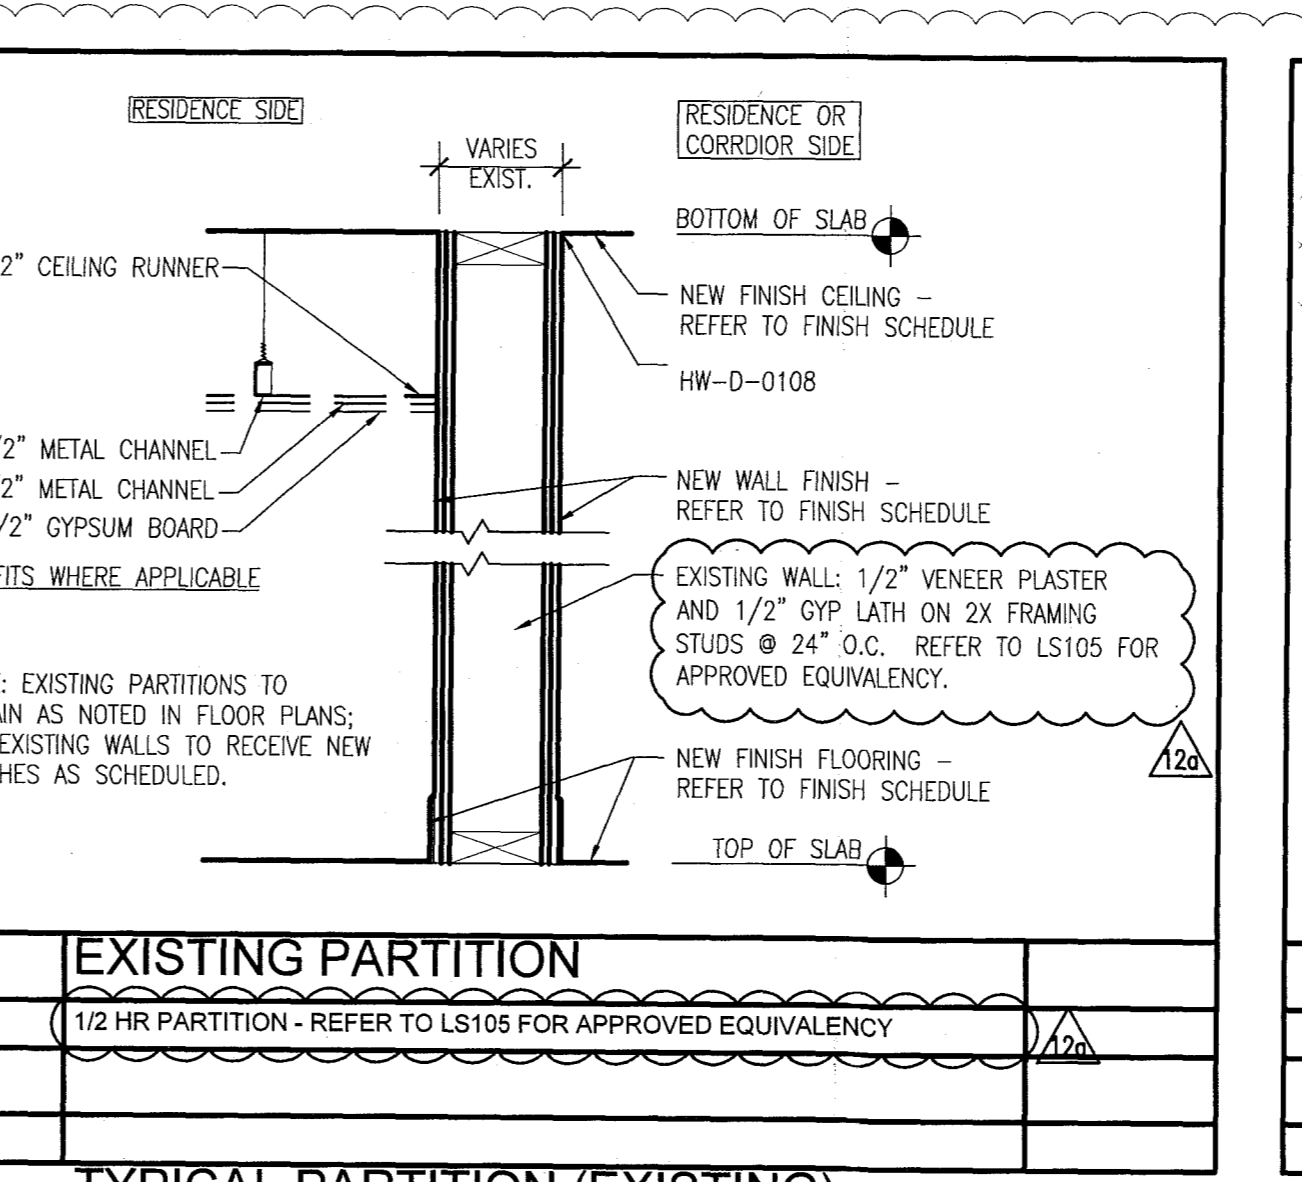 RESIDENCE SIDE
RESIDENCE OR
CORRDIOR SIDE
VARIES
EXIST.
BOTTOM OF SLAB
2" CEILING RUNNER
NEW FINISH CEILING –
REFER TO FINISH SCHEDULE
HW-D-0108
/2" METAL CHANNEL
/2" METAL CHANNEL
/2" GYPSUM BOARD
FITS WHERE APPLICABLE
NEW WALL FINISH –
REFER TO FINISH SCHEDULE
EXISTING WALL: 1/2" VENEER PLASTER
AND 1/2" GYP LATH ON 2X FRAMING
STUDS @ 24" O.C. REFER TO LS105 FOR
APPROVED EQUIVALENCY.
12a
: EXISTING PARTITIONS TO
AIN AS NOTED IN FLOOR PLANS;
EXISTING WALLS TO RECEIVE NEW
HES AS SCHEDULED.
NEW FINISH FLOORING –
REFER TO FINISH SCHEDULE
TOP OF SLAB
EXISTING PARTITION
1/2 HR PARTITION - REFER TO LS105 FOR APPROVED EQUIVALENCY
12a
TYPICAL PARTITION (EXISTING)